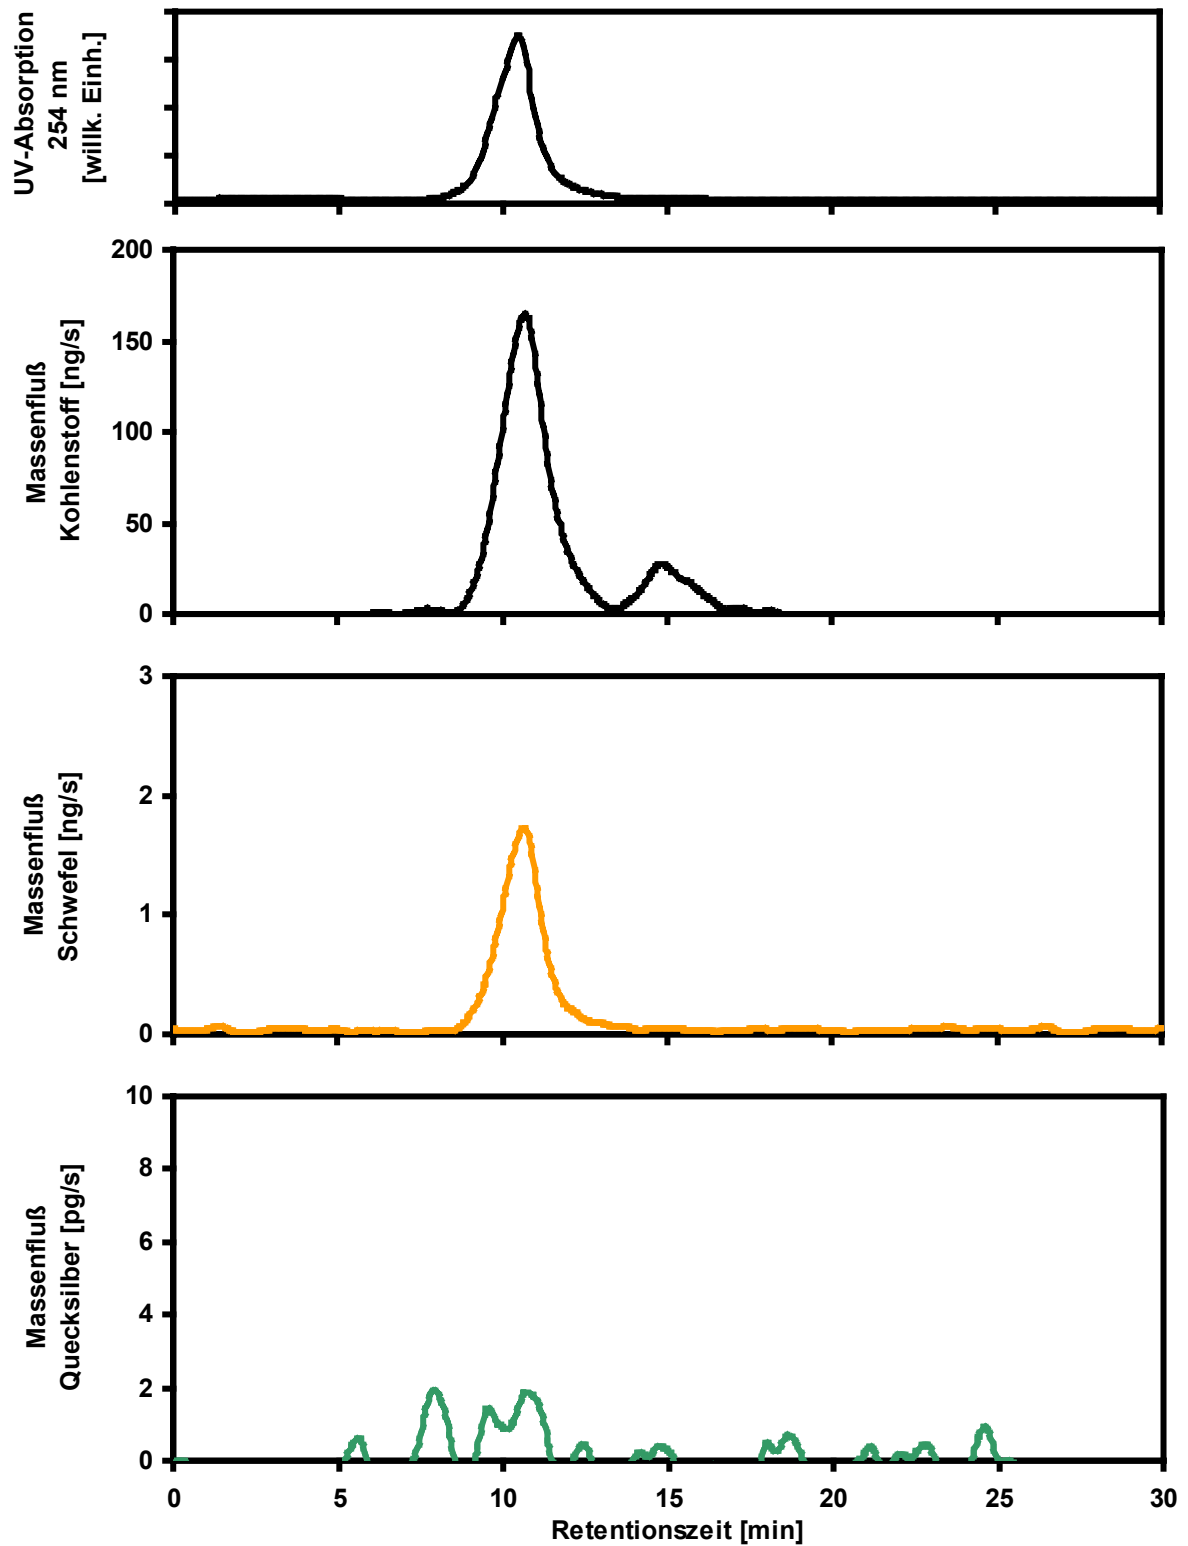 UV-Absorption
254 nm
[willk. Einh.]
200
150
100
50
0
Massenfluß
Kohlenstoff [ng/s]
3
2
1
0
Massenfluß
Schwefel [ng/s]
10
8
6
4
2
0
Massenfluß
Quecksilber [pg/s]
0 5 10 15 20 25 30
Retentionszeit [min]